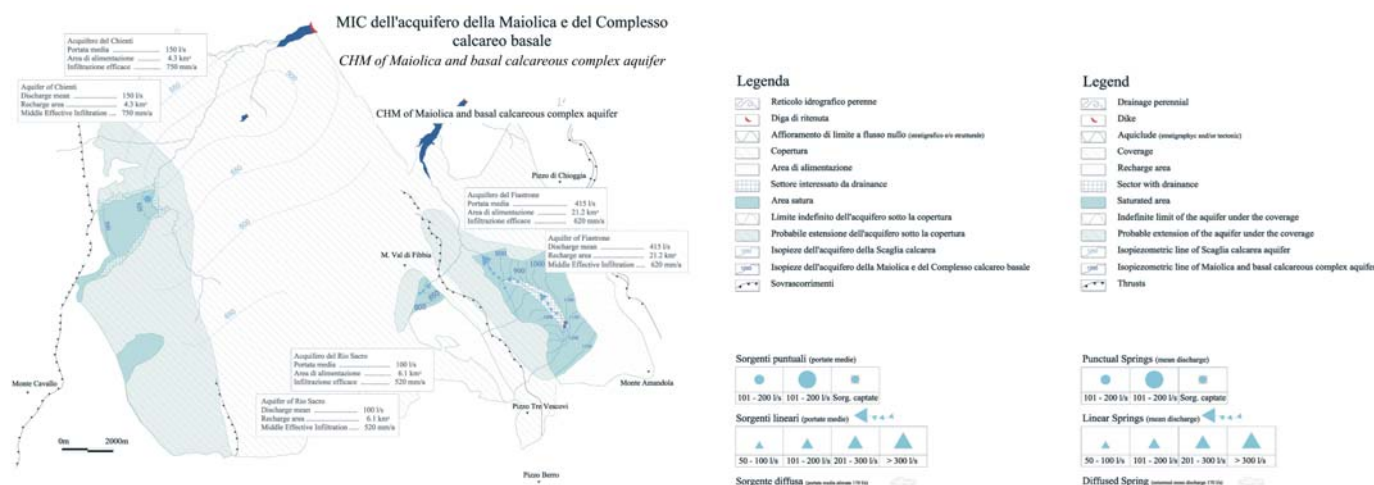 MIC dell'acquifero della Maiolica e del Complesso
calcareo basale
CHM of Maiolica and basal calcareous complex aquifer
Acquifero del Chienti
Portata media ........... 150 l/s
Area di alimentazione ........... 4.3 km²
Infiltrazione efficace ........... 750 mm/a
Aquifer of Chienti
Discharge mean ........... 150 l/s
Recharge area ........... 4.3 km²
Middle Effective Infiltration .... 750 mm/a
CHM of Maiolica and basal calcareous complex aquifer
Pizzo di Chioggia
Acquifero del Fiastrone
Portata media ........... 415 l/s
Area di alimentazione ........... 21.2 km²
Infiltrazione efficace ........... 620 mm/a
Aquifer of Fiastrone
Discharge mean ........... 415 l/s
Recharge area ........... 21.2 km²
Middle Effective Infiltration .... 620 mm/a
M. Val di Fibbia
Acquifero del Rio Sacro
Portata media ........... 100 l/s
Area di alimentazione ........... 6.1 km²
Infiltrazione efficace ........... 520 mm/a
Aquifer of Rio Sacro
Discharge mean ........... 100 l/s
Recharge area ........... 6.1 km²
Middle Effective Infiltration .... 520 mm/a
Monte Cavallo
Monte Amandola
Pizzo Tre Vescovi
Pizzo Berro
0m 2000m
Legenda
Reticolo idrografico perenne
Diga di ritenuta
Affioramento di limite a flusso nullo (stratigrafico e/o strutturale)
Copertura
Area di alimentazione
Settore interessato da drainance
Area satura
Limite indefinito dell'acquifero sotto la copertura
Probabile estensione dell'acquifero sotto la copertura
Isopieze dell'acquifero della Scaglia calcarea
Isopieze dell'acquifero della Maiolica e del Complesso calcareo basale
Sovrascorrimenti
Sorgenti puntuali (portate medie)
101 - 200 l/s 101 - 200 l/s Sorg. captate
Sorgenti lineari (portate medie)
50 - 100 l/s 101 - 200 l/s 201 - 300 l/s > 300 l/s
Sorgente diffusa
Legend
Drainage perennial
Dike
Aquiclude (stratigraphyc and/or tectonic)
Coverage
Recharge area
Sector with drainance
Saturated area
Indefinite limit of the aquifer under the coverage
Probable extension of the aquifer under the coverage
Isopiezometric line of Scaglia calcarea aquifer
Isopiezometric line of Maiolica and basal calcareous complex aquifer
Thrusts
Punctual Springs (mean discharge)
101 - 200 l/s 101 - 200 l/s Sorg. captate
Linear Springs (mean discharge)
50 - 100 l/s 101 - 200 l/s 201 - 300 l/s > 300 l/s
Diffused Spring